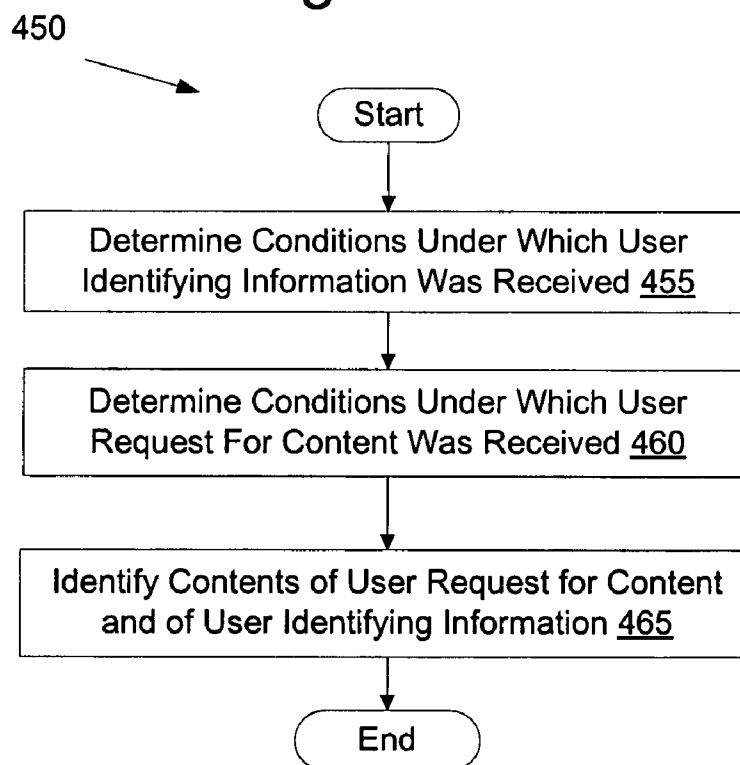 450
Start
Determine Conditions Under Which User
Identifying Information Was Received 455
Determine Conditions Under Which User
Request For Content Was Received 460
Identify Contents of User Request for Content
and of User Identifying Information 465
End